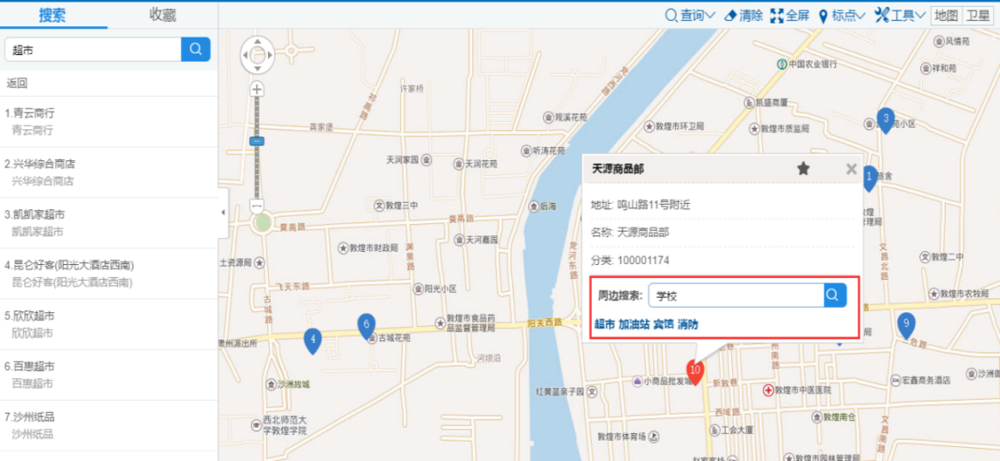 搜索
收藏
查询
清除
全屏
标点
工具
地图
卫星
超市
返回
1.青云商行
青云商行
2.兴华综合商店
兴华综合商店
3.凯凯家超市
凯凯家超市
4.昆仑好客(阳光大酒店西南)
昆仑好客(阳光大酒店西南)
5.欣欣超市
欣欣超市
6.百惠超市
百惠超市
7.沙州纸品
沙州纸品
风情苑
中国农业银行
祥和苑
许家桥
祁高路
党河西路
凯盛商厦
观溪花苑
龚家堡
敦煌市环卫局
敦煌市质监局
3
苑小区
听涛花苑
天润家园
天润花苑
1
敦煌三中
后海
莫高路
莫高路
天河嘉园
敦煌市财政局
渊泉路
党河东路
土资源局
文昌北路
敦煌二中
飞天东路
阳光小区
古城路
敦煌市农牧局
敦煌市食品药
品监督管理局
阳关西路
6
古城花苑
4
肃州派出所
9
河坝沿
沙洲故城
红黄蓝亲子园
小商品批发城
新敦巷
敦煌市中医医院
宏鑫商务酒店
西域路
西北师范大
学敦煌学院
敦煌南仓
文昌南路
敦煌市体育场
工会大厦
敦煌市园林管理局
天源商品部
地址: 鸣山路11号附近
名称: 天源商品部
分类: 100001174
周边搜索:
学校
超市 加油站 宾馆 消防
10